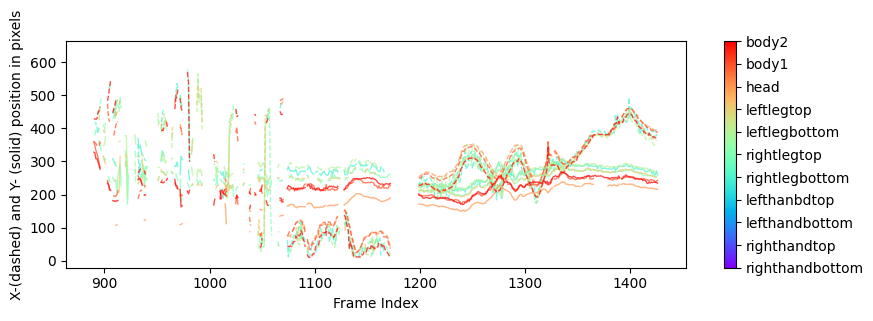 X-(dashed) and Y- (solid) position in pixels
600
500
400
300
200
100
0
900
1000
1100
1200
1300
1400
Frame Index
body2
body1
head
leftlegtop
leftlegbottom
rightlegtop
rightlegbottom
lefthanbdtop
lefthandbottom
righthandtop
righthandbottom